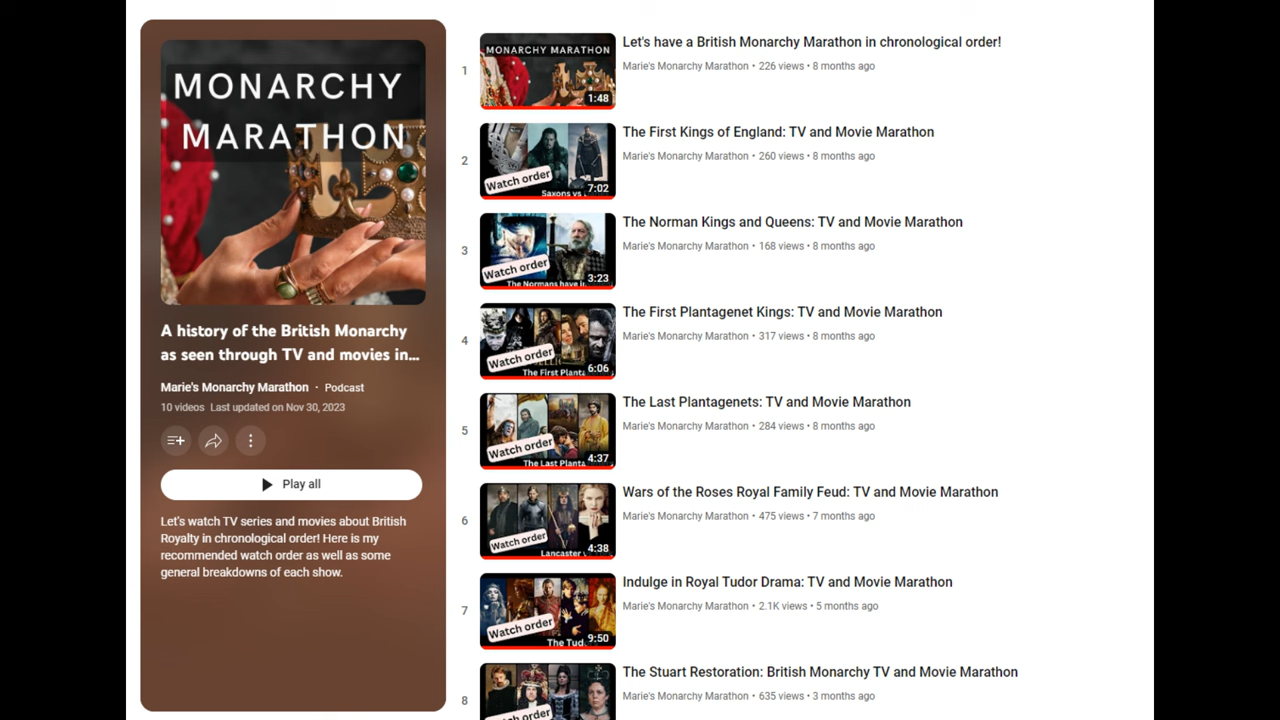 MONARCHY
MARATHON
A history of the British Monarchy
as seen through TV and movies in...
Marie's Monarchy Marathon · Podcast
10 videos Last updated on Nov 30, 2023
Play all
Let's watch TV series and movies about British
Royalty in chronological order! Here is my
recommended watch order as well as some
general breakdowns of each show.
1
MONARCHY MARATHON
1:48
Let's have a British Monarchy Marathon in chronological order!
Marie's Monarchy Marathon • 226 views • 8 months ago
2
Watch order
Saxons vs
7:02
The First Kings of England: TV and Movie Marathon
Marie's Monarchy Marathon • 260 views • 8 months ago
3
Watch order
The Normans have
3:23
The Norman Kings and Queens: TV and Movie Marathon
Marie's Monarchy Marathon • 168 views • 8 months ago
4
Watch order
The First Planta
6:06
The First Plantagenet Kings: TV and Movie Marathon
Marie's Monarchy Marathon • 317 views • 8 months ago
5
Watch order
The Last Planta
4:37
The Last Plantagenets: TV and Movie Marathon
Marie's Monarchy Marathon • 284 views • 8 months ago
6
Watch order
Lancaster
4:38
Wars of the Roses Royal Family Feud: TV and Movie Marathon
Marie's Monarchy Marathon • 475 views • 7 months ago
7
Watch order
The Tud
9:50
Indulge in Royal Tudor Drama: TV and Movie Marathon
Marie's Monarchy Marathon • 2.1K views • 5 months ago
8
Watch order
The Stuart Restoration: British Monarchy TV and Movie Marathon
Marie's Monarchy Marathon • 635 views • 3 months ago